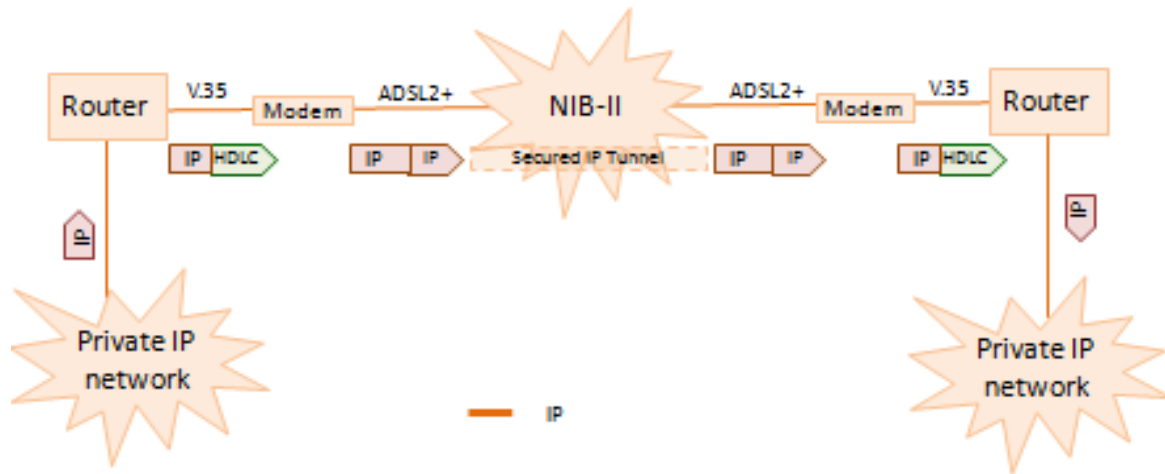 V.35
ADSL2+
ADSL2+
V.35
Router
Modem
NIB-II
Modem
Router
IP HDLC
IP IP
Secured IP Tunnel
IP IP
IP HDLC
IP
IP
Private IP
network
Private IP
network
IP